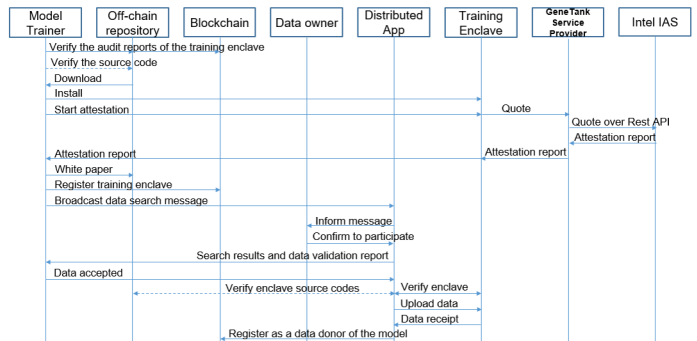 Model
Trainer
Off-chain
repository
Blockchain
Data owner
Distributed
App
Training
Enclave
GeneTank
Service
Provider
Intel IAS
Verify the audit reports of the training enclave
Verify the source code
Download
Install
Start attestation
Quote
Quote over Rest API
Attestation report
Attestation report
Attestation report
White paper
Register training enclave
Broadcast data search message
Inform message
Confirm to participate
Search results and data validation report
Data accepted
Verify enclave source codes
Verify enclave
Upload data
Data receipt
Register as a data donor of the model